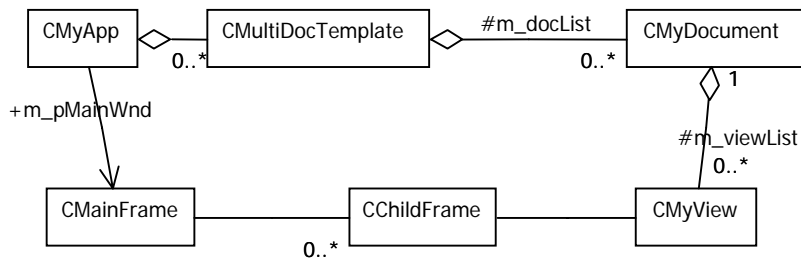 CMyApp
0..*
CMultiDocTemplate
#m_docList
0..*
CMyDocument
1
+m_pMainWnd
#m_viewList
0..*
CMainFrame
0..*
CChildFrame
CMyView